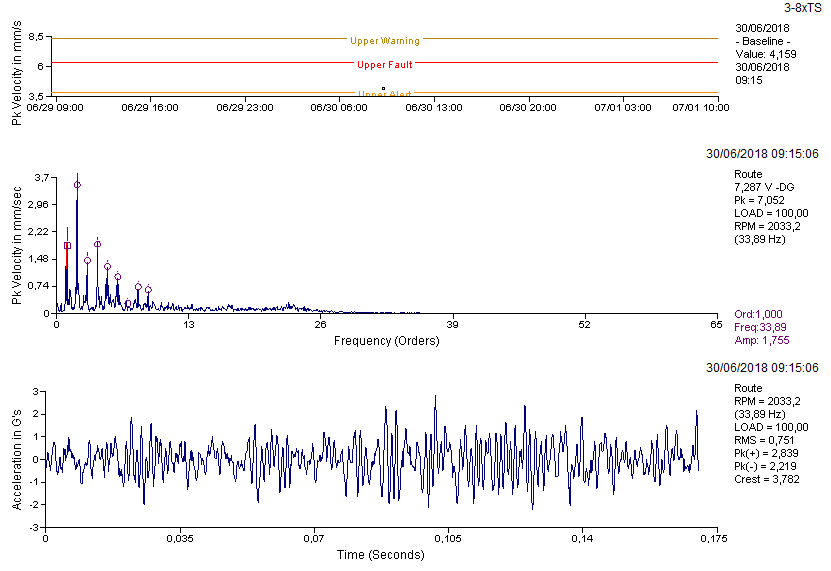 3-8xTS
Pk Velocity in mm/s
8,5
6
3,5
Upper Warning
Upper Fault
Upper Alert
06/29 09:00
06/29 16:00
06/29 23:00
06/30 06:00
06/30 13:00
06/30 20:00
07/01 03:00
07/01 10:00
30/06/2018
- Baseline -
Value: 4,159
30/06/2018
09:15
30/06/2018 09:15:06
Pk Velocity in mm/sec
3,7
2,96
2,22
1,48
0,74
0
0
13
26
39
52
65
Frequency (Orders)
Route
7,287 V -DG
Pk = 7,052
LOAD = 100,00
RPM = 2033,2
(33,89 Hz)
Ord:1,000
Freq:33,89
Amp: 1,755
30/06/2018 09:15:06
Acceleration in G's
3
2
1
0
-1
-2
-3
0
0,035
0,07
0,105
0,14
0,175
Time (Seconds)
Route
RPM = 2033,2
(33,89 Hz)
LOAD = 100,00
RMS = 0,751
Pk(+) = 2,839
Pk(-) = 2,219
Crest = 3,782